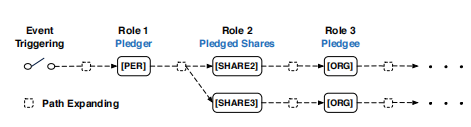 Event Triggering
Role 1
Pledger
Role 2
Pledged Shares
Role 3
Pledgee
[PER]
[SHARE2]
[ORG]
[SHARE3]
[ORG]
Path Expanding